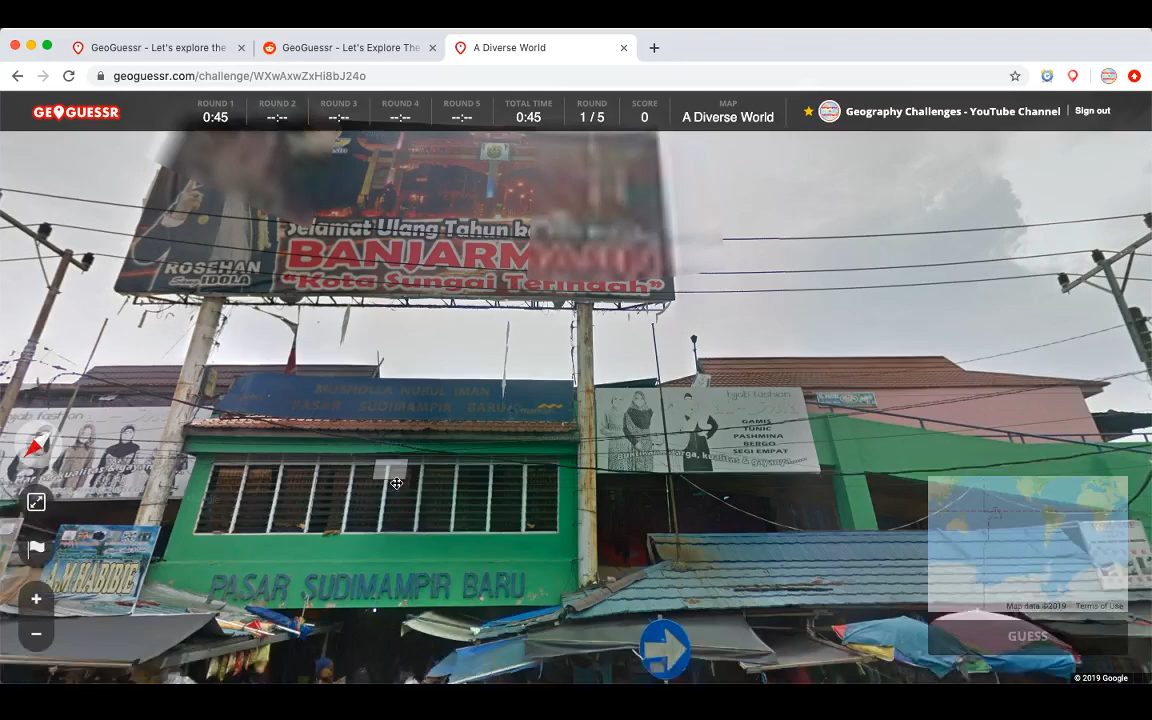 GeoGuessr - Let's explore the
GeoGuessr - Let's Explore The
A Diverse World
geoguessr.com/challenge/WXwAxwZxHi8bJ24o
GEOGUESSR
ROUND 1
0:45
ROUND 2
--:--
ROUND 3
--:--
ROUND 4
--:--
ROUND 5
--:--
TOTAL TIME
0:45
ROUND
1 / 5
SCORE
0
MAP
A Diverse World
Geography Challenges - YouTube Channel
Sign out
Selamat Ulang Tahun
BANJARM
"Kota Sungai Terindah"
ROSEHAN
IDOLA
MUSHOLLA NURUL IMAN
PASAR SUDIMAMPIR BARU
GAMIS
TUNIC
PASHMINA
BERGO
SEGI EMPAT
A.M. HABIBIE
PASAR SUDIMAMPIR BARU
Map data ©2019 Terms of Use
GUESS
© 2019 Google